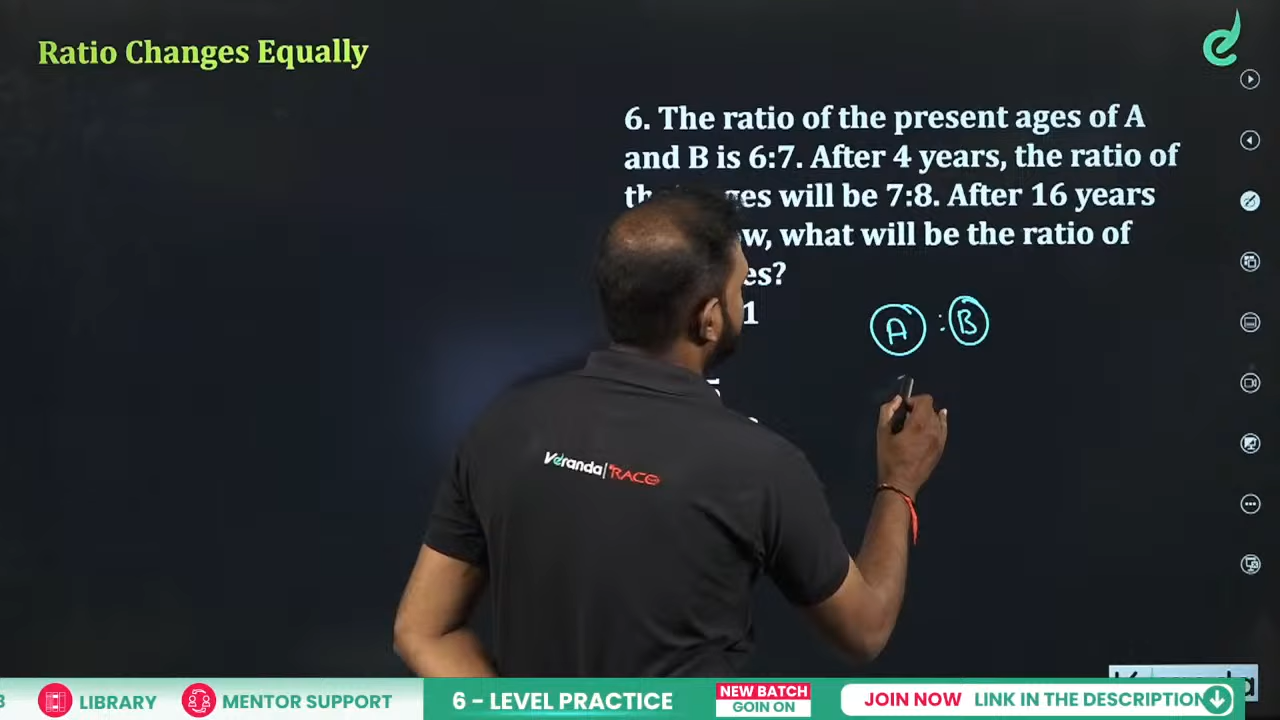 Ratio Changes Equally
6. The ratio of the present ages of A
and B is 6:7. After 4 years, the ratio of
ges will be 7:8. After 16 years
what will be the ratio of
A : B
Veranda | RACE
LIBRARY
MENTOR SUPPORT
6 - LEVEL PRACTICE
NEW BATCH
GOIN ON
JOIN NOW LINK IN THE DESCRIPTION